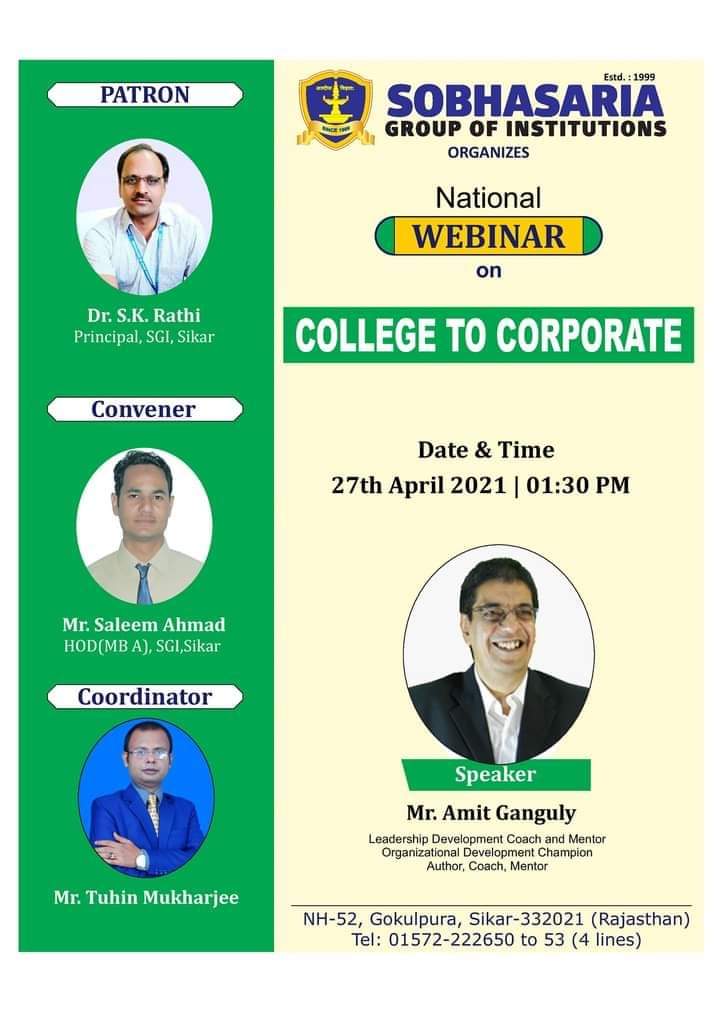 PATRON
Dr. S.K. Rathi
Principal, SGI, Sikar
Convener
Mr. Saleem Ahmad
HOD(MB A), SGI,Sikar
Coordinator
Mr. Tuhin Mukharjee
Estd. : 1999
SINCE 1999
SOBHASARIA
GROUP OF INSTITUTIONS
ORGANIZES
National
WEBINAR
on
COLLEGE TO CORPORATE
Date & Time
27th April 2021 | 01:30 PM
Speaker
Mr. Amit Ganguly
Leadership Development Coach and Mentor
Organizational Development Champion
Author, Coach, Mentor
NH-52, Gokulpura, Sikar-332021 (Rajasthan)
Tel: 01572-222650 to 53 (4 lines)